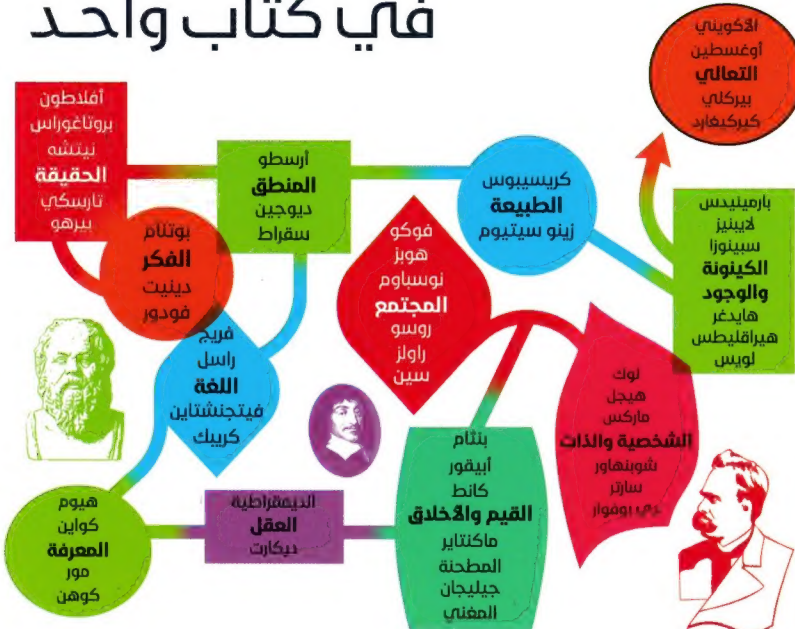 في كتاب واحد
الأكويني
أوغسطين
التعالي
بيركلي
كيركيغارد
أفلاطون
بروتاغوراس
نيتشه
الحقيقة
تارسكي
بيرهو
أرسطو
المنطق
ديوجين
سقراط
كريسيبوس
الطبيعة
زينو سيتيوم
بارمينيدس
لايبنيز
سبينوزا
الكينونة
والوجود
هايدغر
هيراقليطس
لويس
بوتنام
الفكر
دينيت
فودور
فوكو
هوبز
نوسباوم
المجتمع
روسو
راولز
سين
فريج
راسل
اللغة
فيتجنشتاين
كريبك
لوك
هيجل
ماركس
الشخصية والذات
شوبنهاور
سارتر
دي بوفوار
بنثام
أبيقور
كانط
القيم والأخلاق
ماكنتاير
المطحنة
جيليجان
المغني
الديمقراطية
العقل
ديكارت
هيوم
كواين
المعرفة
مور
كوهن